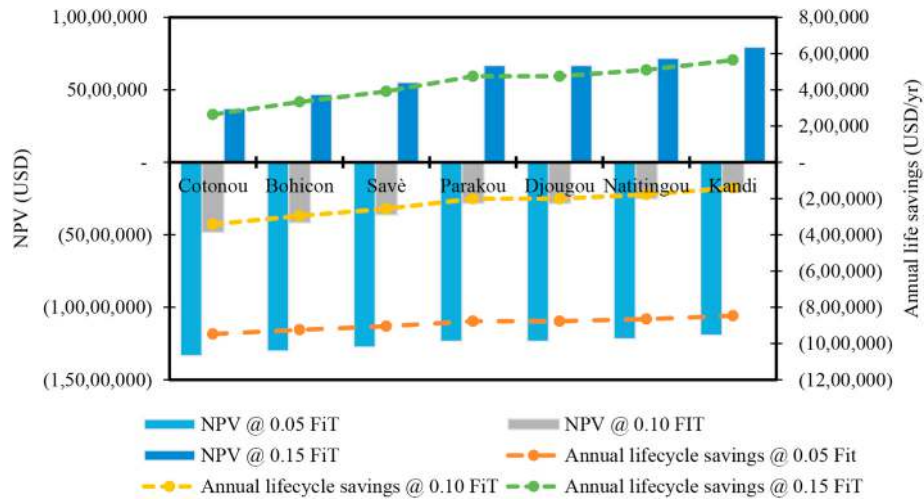 1,00,00,000
50,00,000
-
(50,00,000)
(1,00,00,000)
(1,50,00,000)
NPV (USD)
Cotonou Bohicon Savè Parakou Djougou Natitingou Kandi
8,00,000
6,00,000
4,00,000
2,00,000
-
(2,00,000)
(4,00,000)
(6,00,000)
(8,00,000)
(10,00,000)
(12,00,000)
Annual life savings (USD/yr)
NPV @ 0.05 FiT
NPV @ 0.10 FIT
NPV @ 0.15 FiT
Annual lifecycle savings @ 0.05 Fit
Annual lifecycle savings @ 0.10 FiT
Annual lifecycle savings @ 0.15 FiT